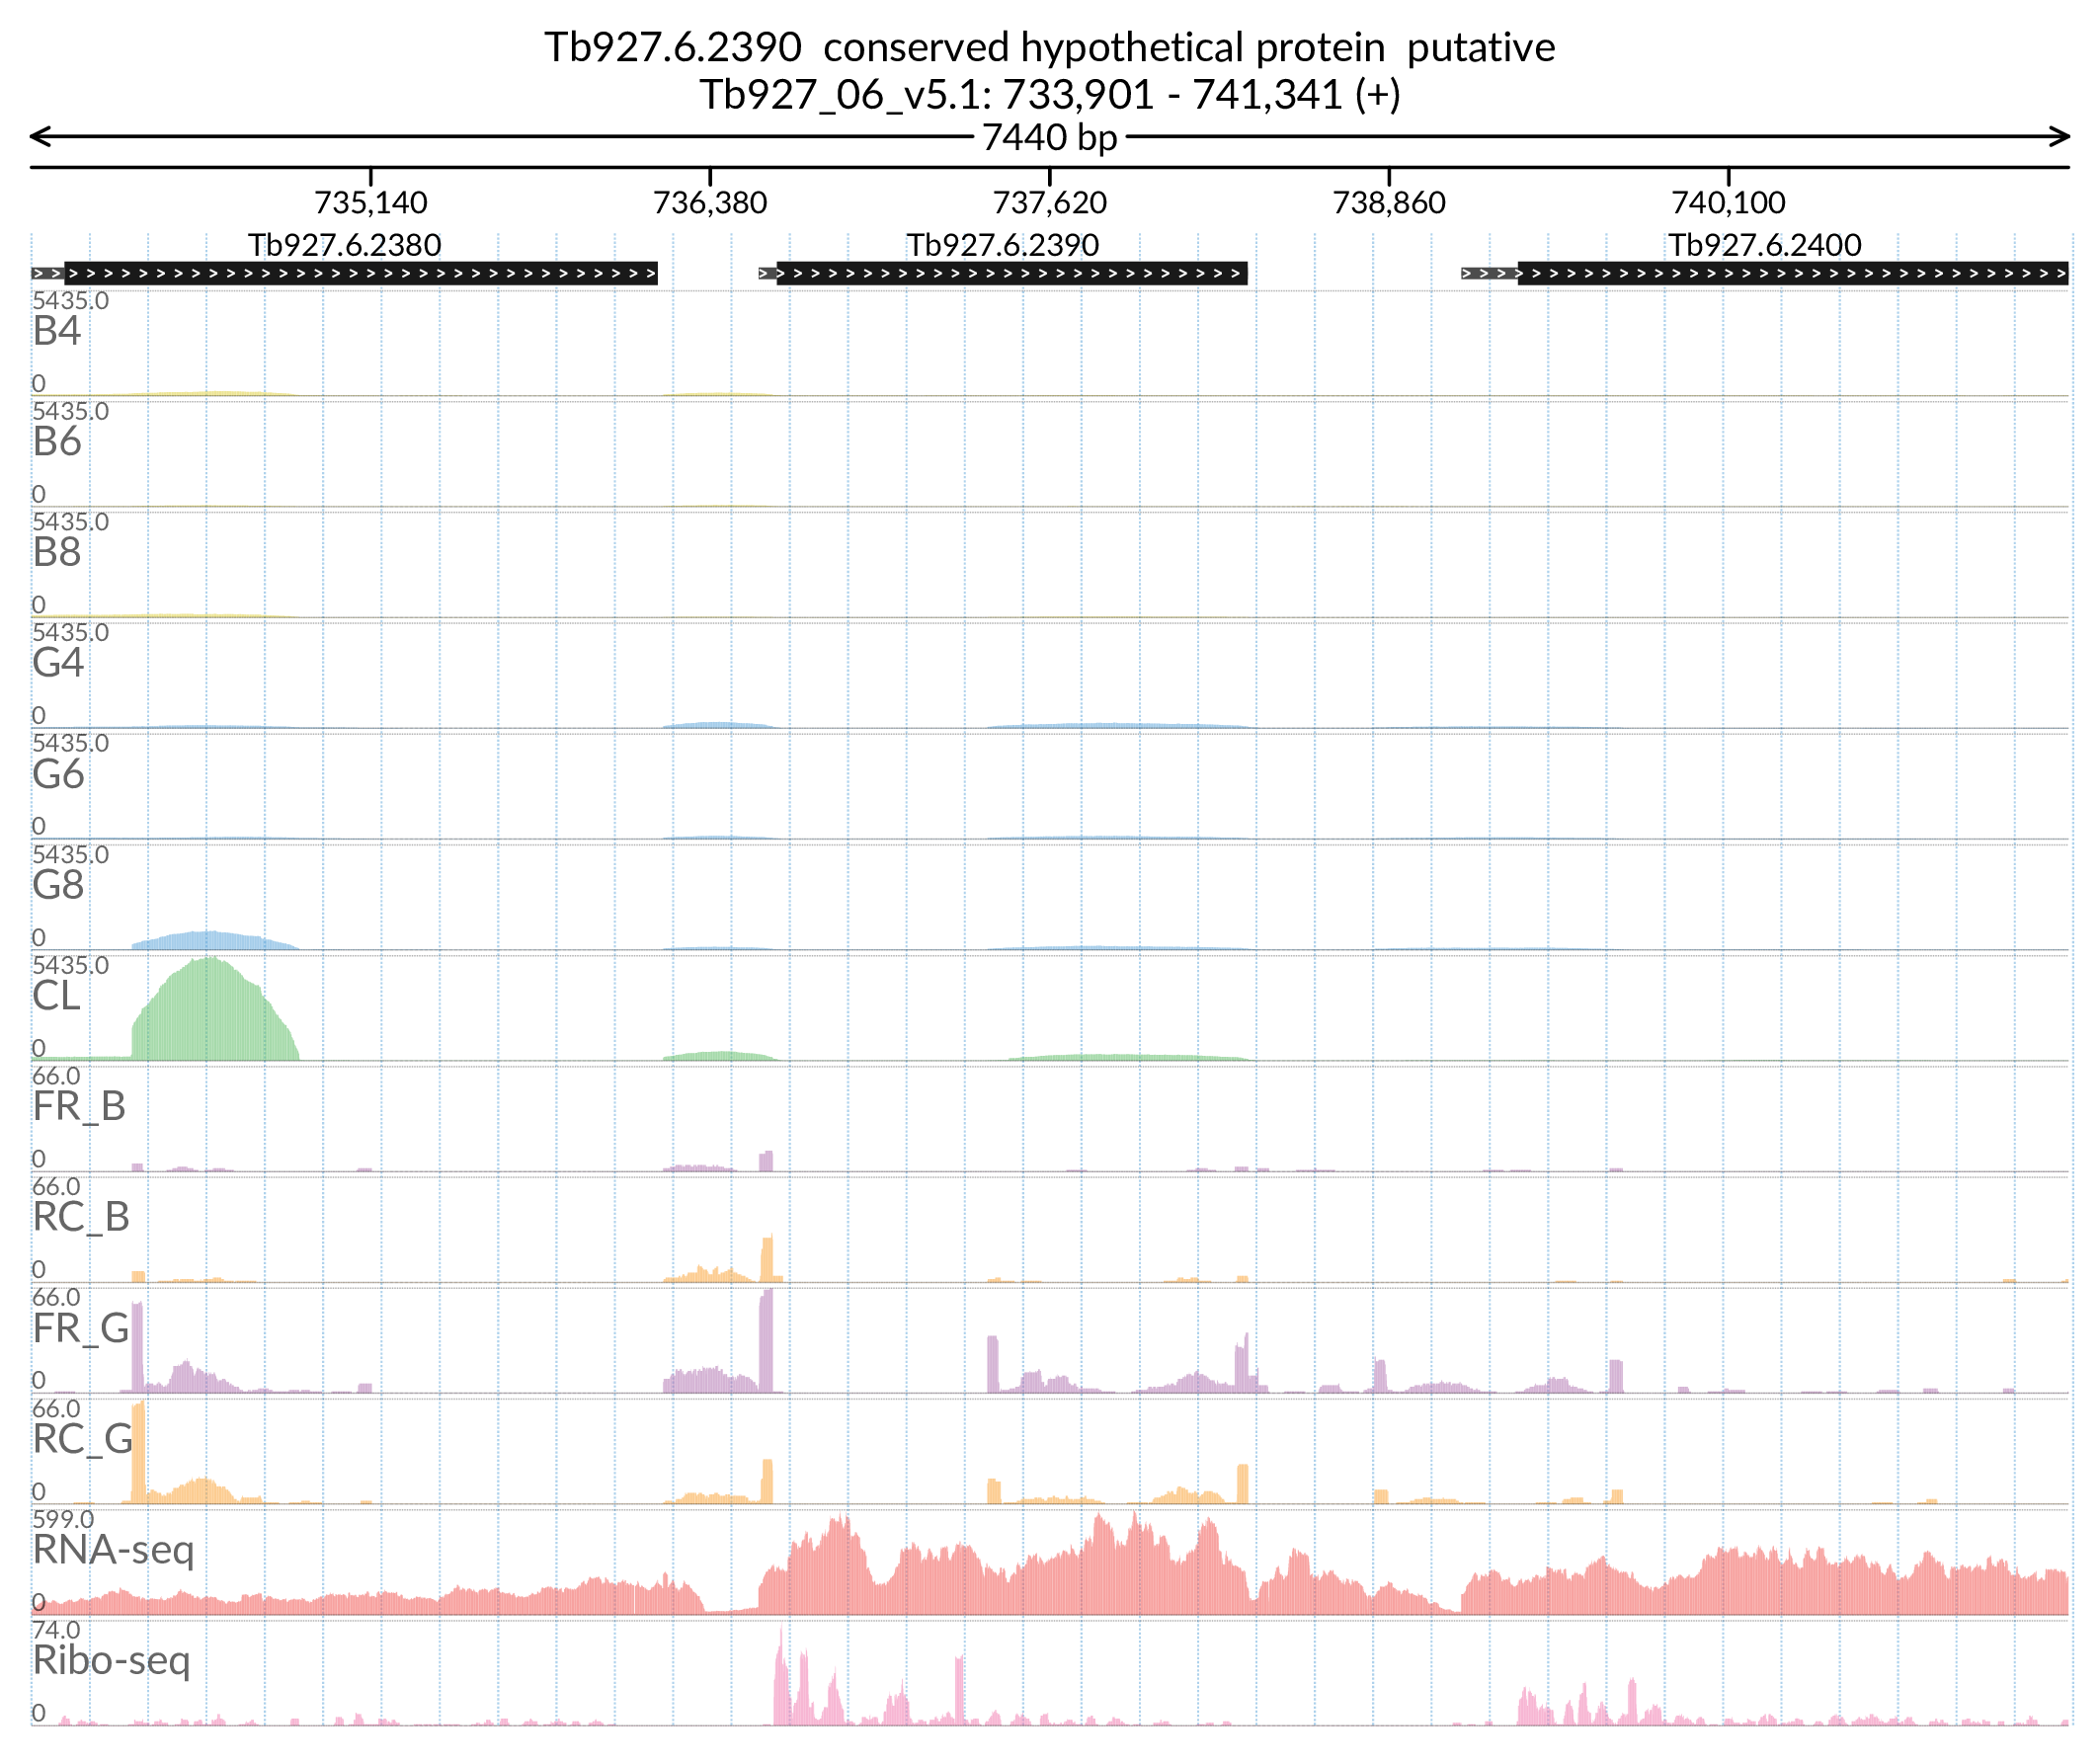 Tb927.6.2390 conserved hypothetical protein putative
Tb927_06_v5.1: 733,901 - 741,341 (+)
7440 bp
735,140 736,380 737,620 738,860 740,100
Tb927.6.2380 Tb927.6.2390 Tb927.6.2400
5435.0
B4
0
5435.0
B6
0
5435.0
B8
0
5435.0
G4
0
5435.0
G6
0
5435.0
G8
0
5435.0
CL
0
66.0
FR_B
0
66.0
RC_B
0
66.0
FR_G
0
66.0
RC_G
0
599.0
RNA-seq
0
74.0
Ribo-seq
0